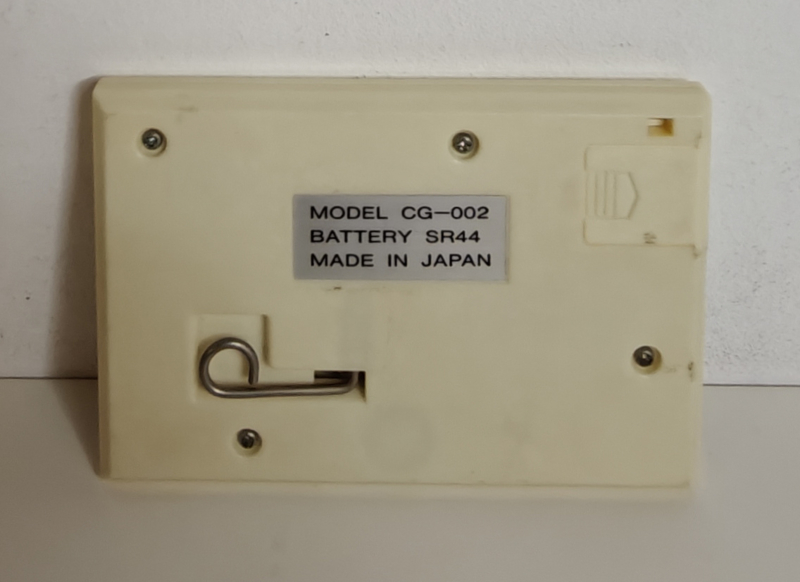 MODEL CG-002
BATTERY SR44
MADE IN JAPAN